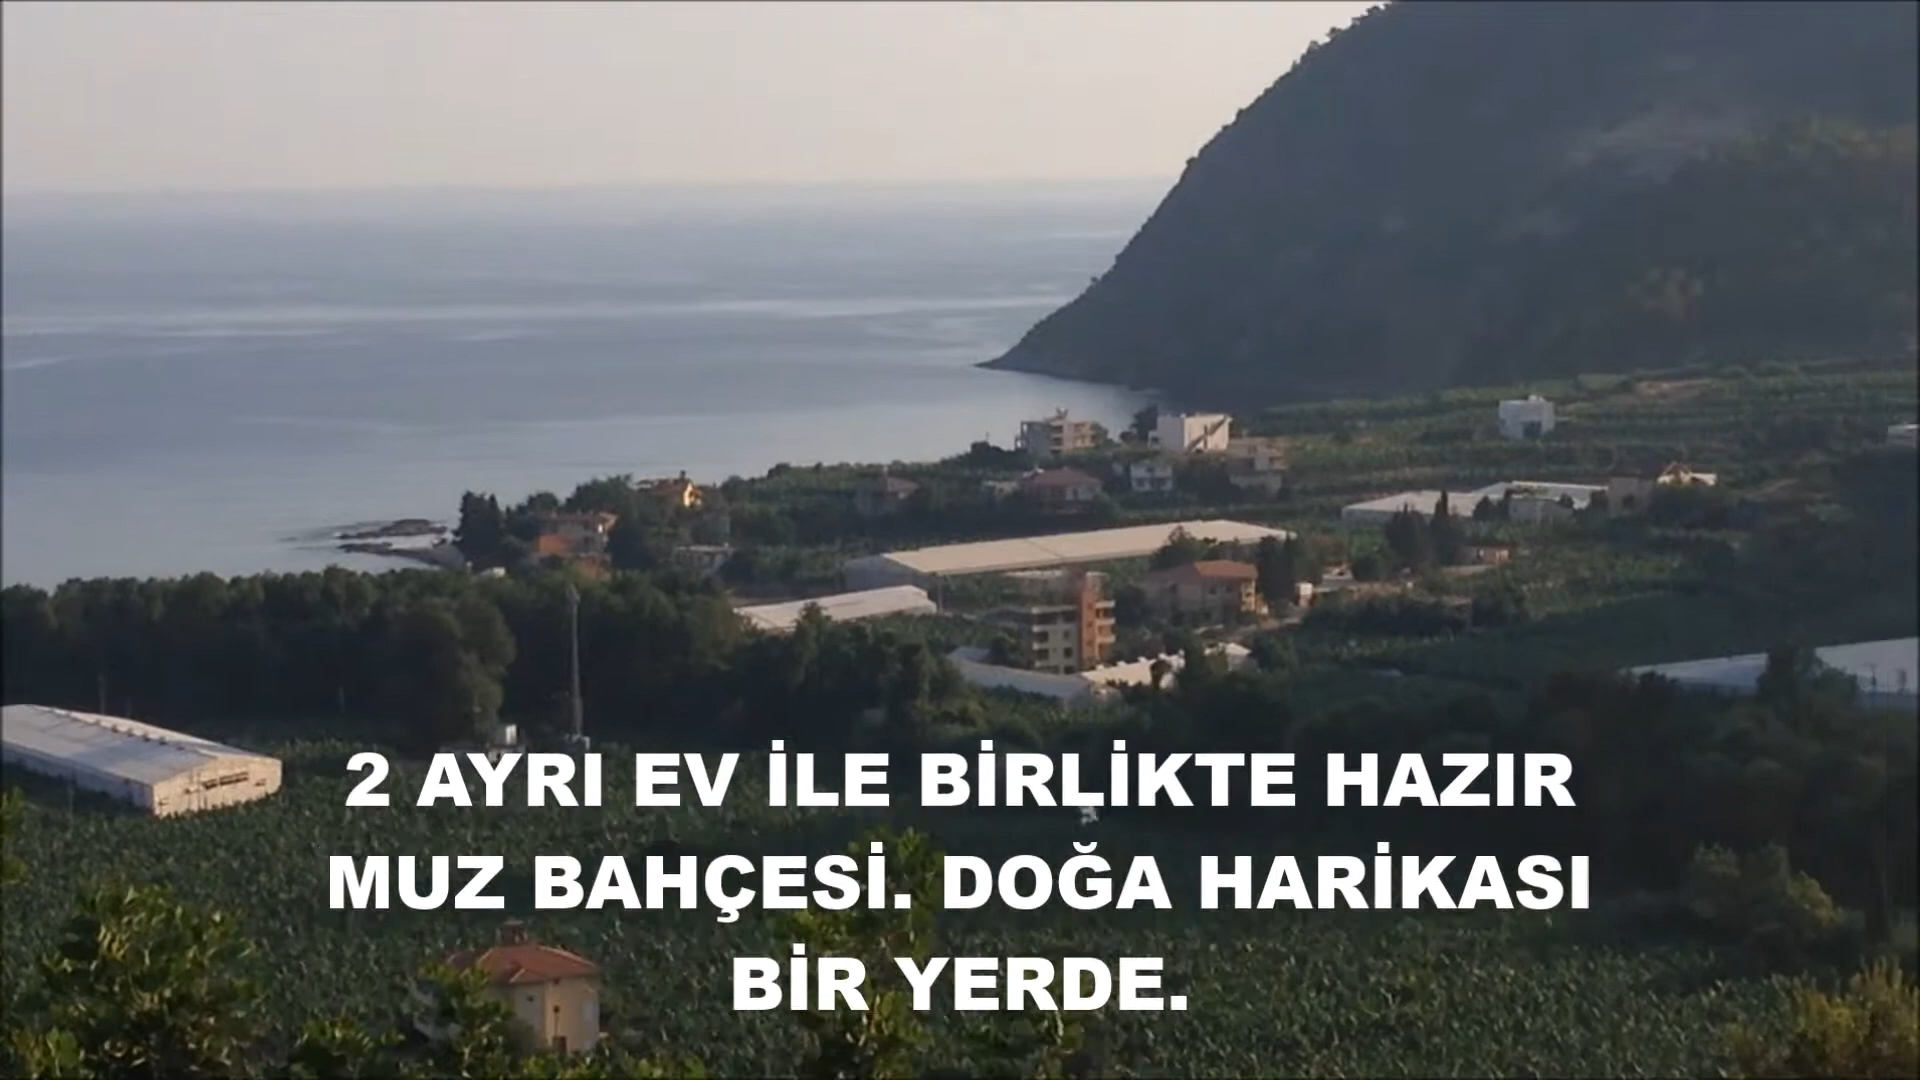 2 AYRI EV İLE BİRLİKTE HAZIR
MUZ BAHÇESİ. DOĞA HARİKASI
BİR YERDE.